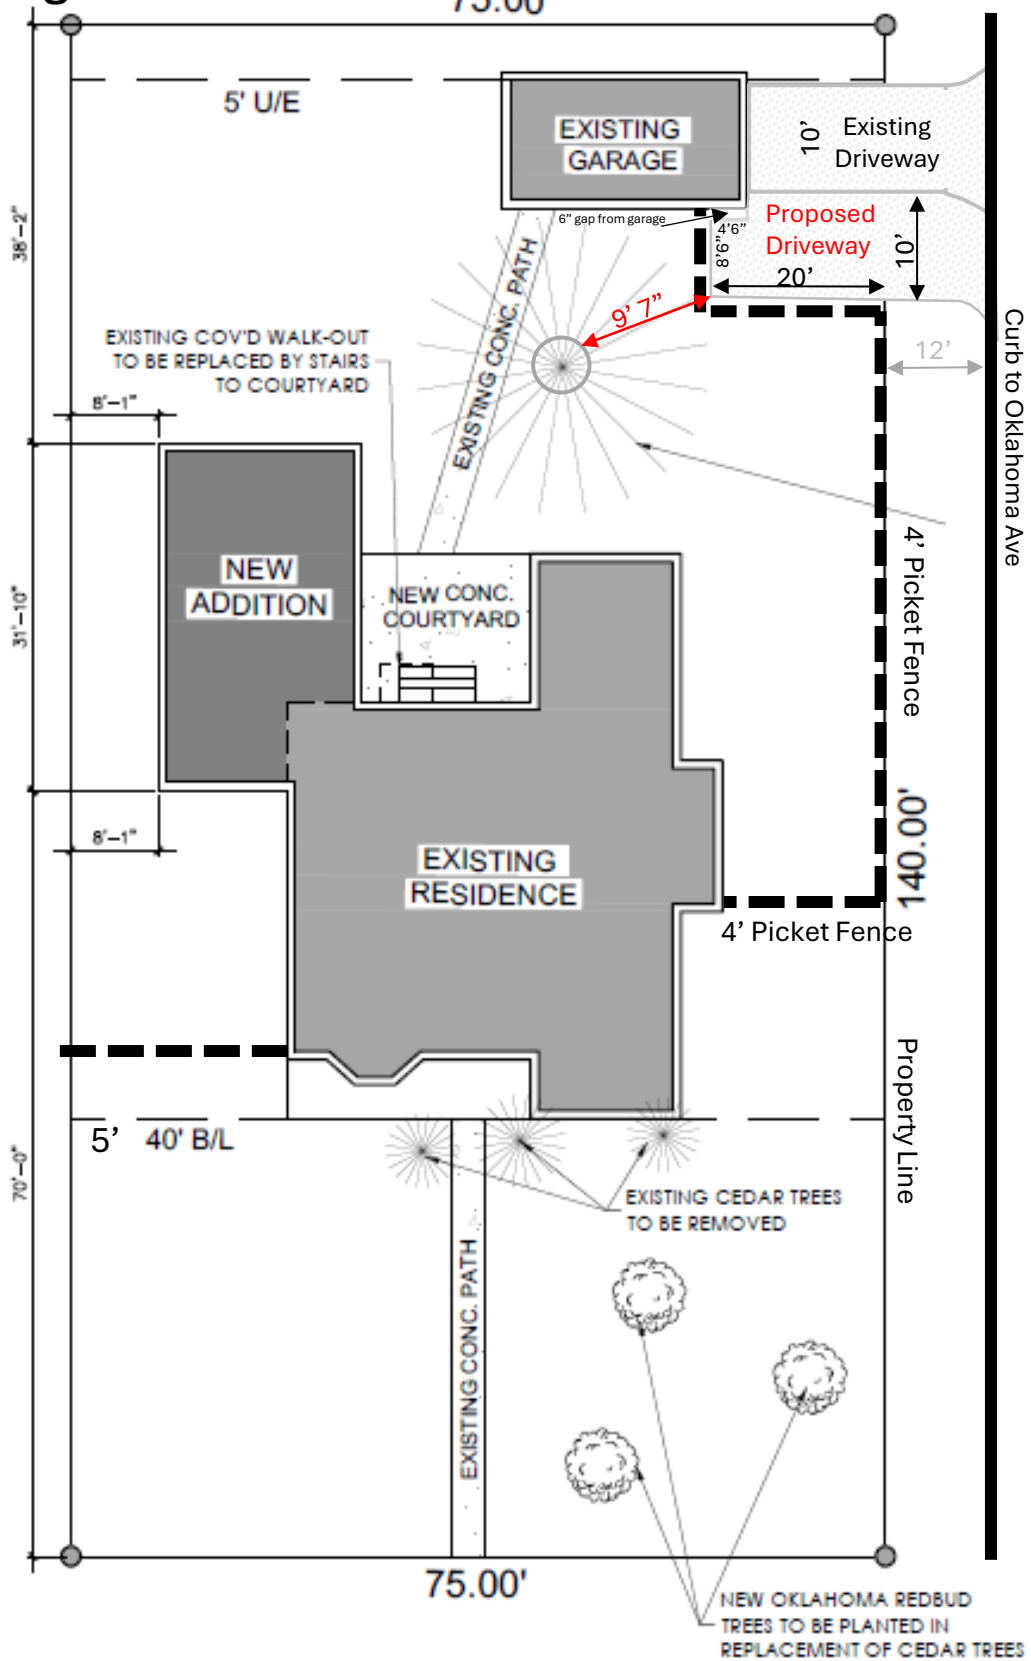 75.00'
5' U/E
EXISTING
GARAGE
10'
Existing
Driveway
38'-2"
6" gap from garage
4'6"
9'6"
Proposed
Driveway
10'
20'
EXISTING CONC. PATH
9' 7"
EXISTING COV'D WALK-OUT
TO BE REPLACED BY STAIRS
TO COURTYARD
12'
Curb to Oklahoma Ave
8'-1"
NEW
ADDITION
NEW CONC.
COURTYARD
4' Picket Fence
31'-10"
8'-1"
140.00'
EXISTING
RESIDENCE
4' Picket Fence
Property Line
5'
40' B/L
70'-0"
EXISTING CEDAR TREES
TO BE REMOVED
EXISTING CONC. PATH
75.00'
NEW OKLAHOMA REDBUD
TREES TO BE PLANTED IN
REPLACEMENT OF CEDAR TREES